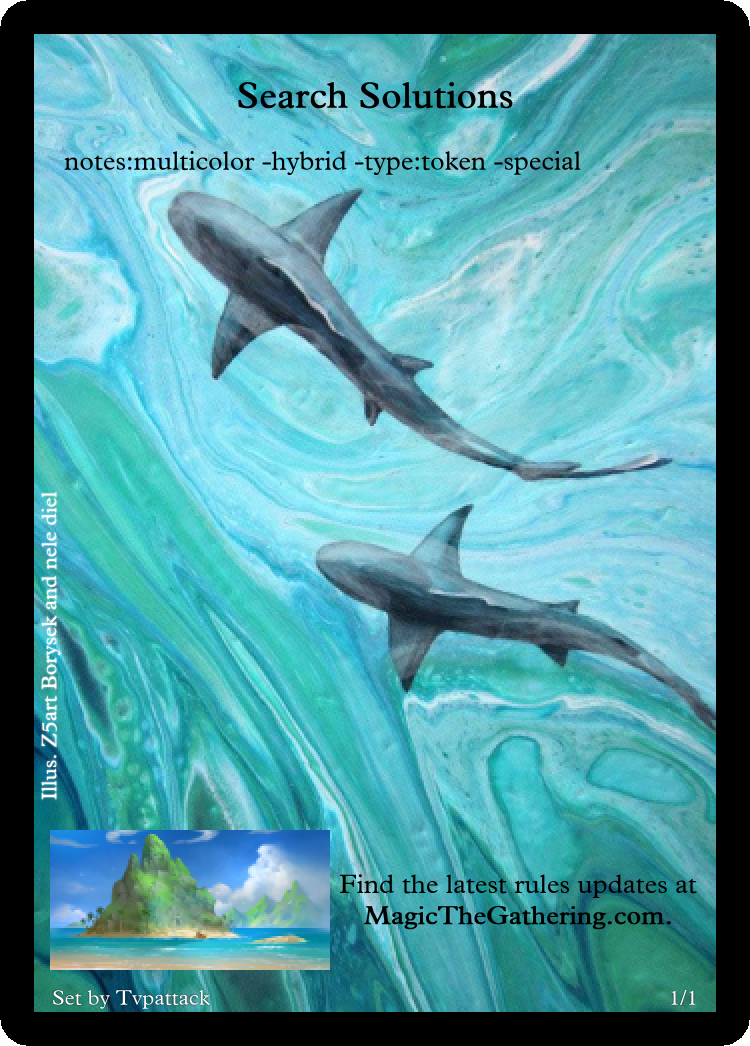 Search Solutions
notes:multicolor -hybrid -type:token -special
Illus. Z5art Borysek and nele diel
Find the latest rules updates at
MagicTheGathering.com.
Set by Tvpattack
1/1